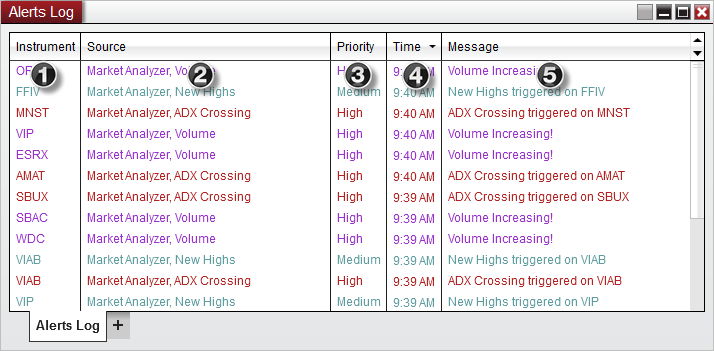 Alerts Log
Instrument Source Priority Time Message
1 Market Analyzer, 2 3 4 Volume 5
FFIV Market Analyzer, New Highs Medium 9:40 AM New Highs triggered on FFIV
MNST Market Analyzer, ADX Crossing High 9:40 AM ADX Crossing triggered on MNST
VIP Market Analyzer, Volume High 9:40 AM Volume Increasing!
ESRX Market Analyzer, Volume High 9:40 AM Volume Increasing!
AMAT Market Analyzer, ADX Crossing High 9:40 AM ADX Crossing triggered on AMAT
SBUX Market Analyzer, ADX Crossing High 9:39 AM ADX Crossing triggered on SBUX
SBAC Market Analyzer, Volume High 9:39 AM Volume Increasing!
WDC Market Analyzer, Volume High 9:39 AM Volume Increasing!
VIAB Market Analyzer, New Highs Medium 9:39 AM New Highs triggered on VIAB
VIAB Market Analyzer, ADX Crossing High 9:39 AM ADX Crossing triggered on VIAB
VIP Market Analyzer, New Highs Medium 9:39 AM New Highs triggered on VIP
Alerts Log +